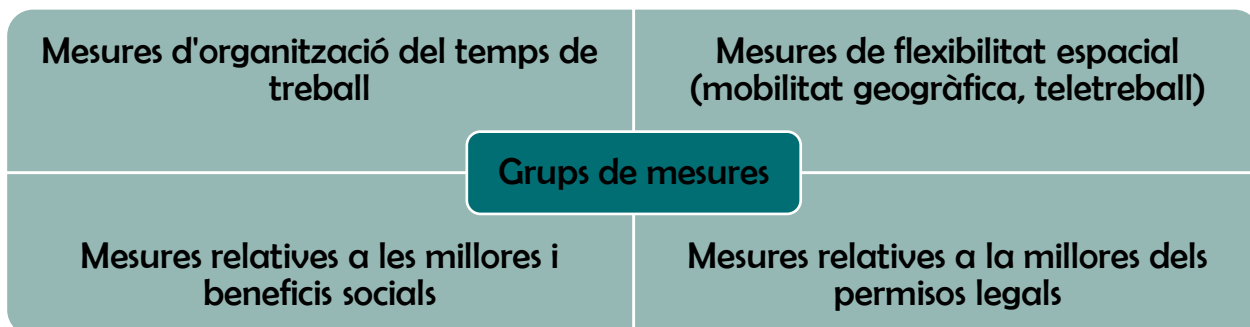 Mesures d'organització del temps de
treball
Mesures de flexibilitat espacial
(mobilitat geogràfica, teletreball)
Grups de mesures
Mesures relatives a les millores i
beneficis socials
Mesures relatives a la millores dels
permisos legals